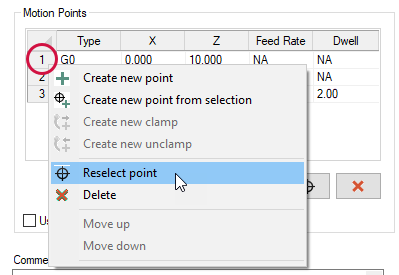 Motion Points
Type X Z Feed Rate Dwell
1 G0 0.000 10.000 NA NA
2 NA
3 2.00
Create new point
Create new point from selection
Create new clamp
Create new unclamp
Reselect point
Delete
Move up
Move down